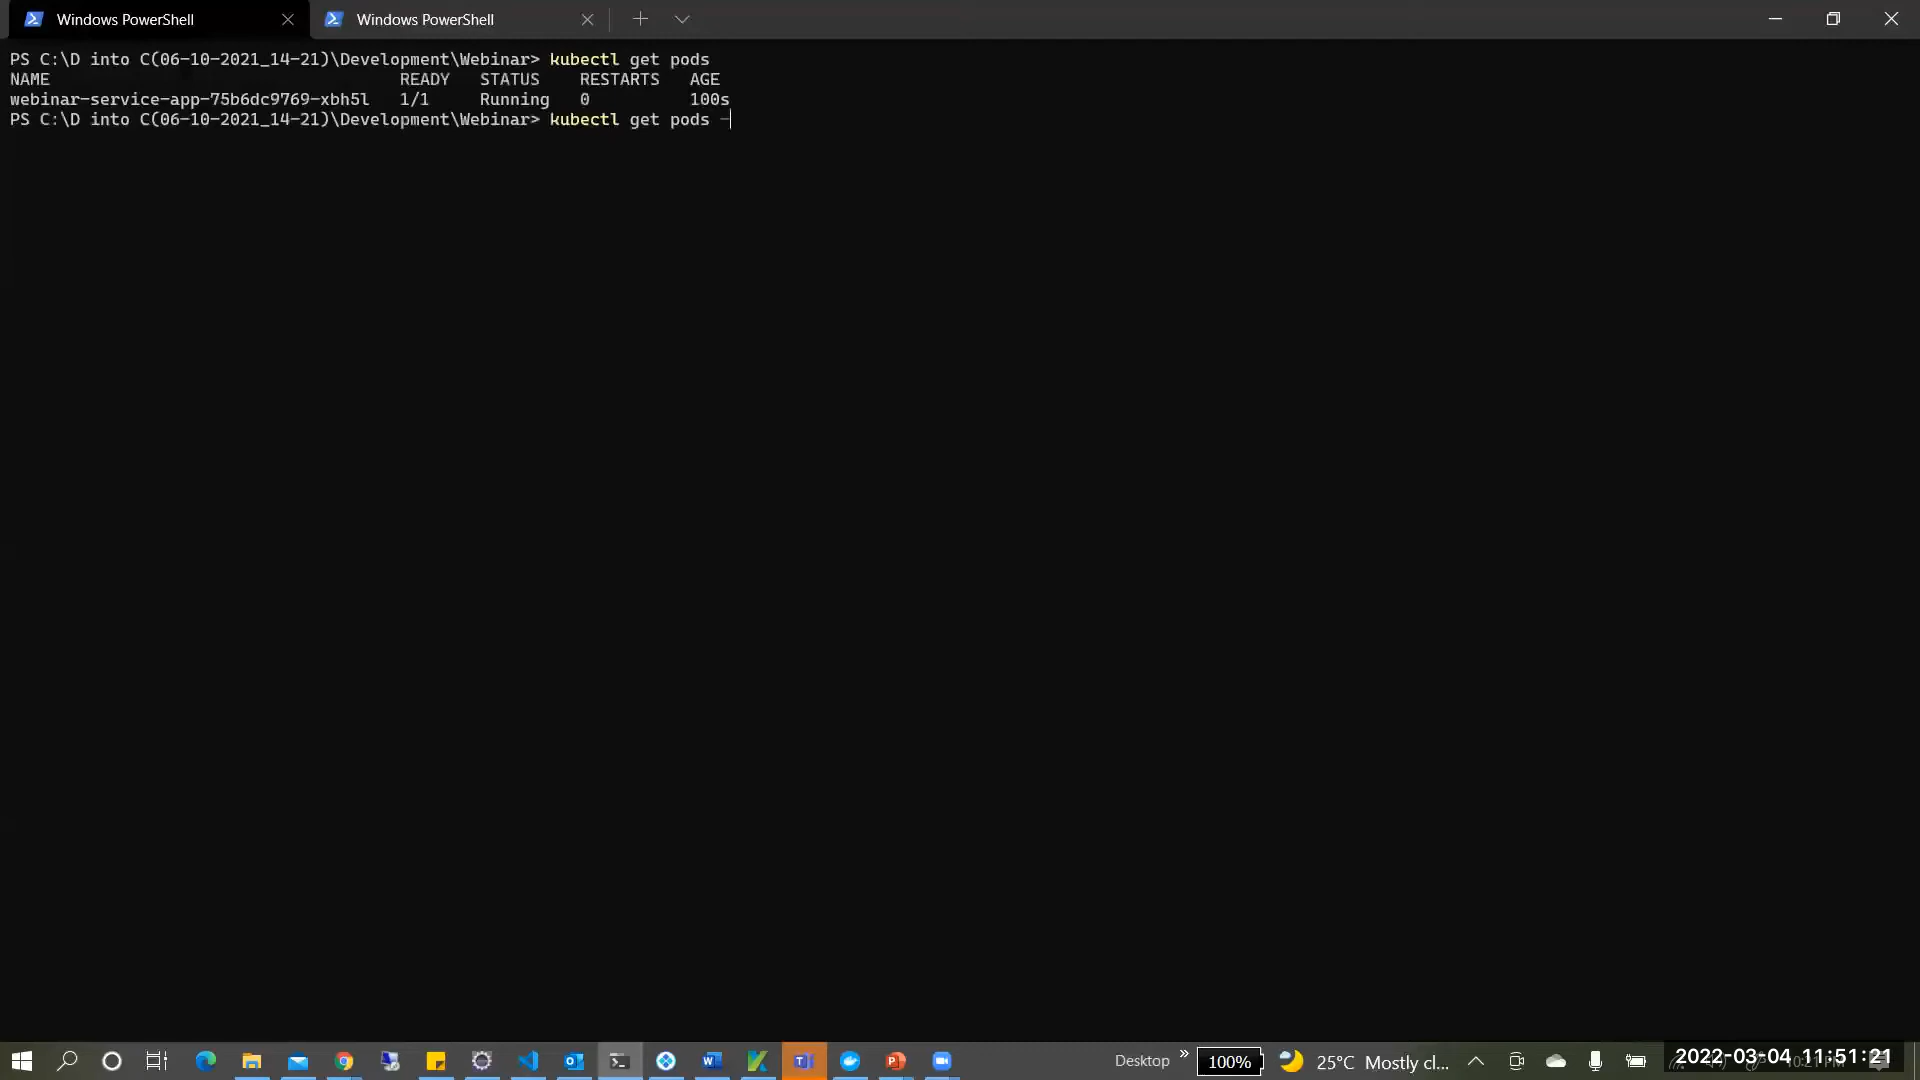 Windows PowerShell
Windows PowerShell
PS C:\D into C(06-10-2021_14-21)\Development\Webinar> kubectl get pods
NAME READY STATUS RESTARTS AGE
webinar-service-app-75b6dc9769-xbh5l 1/1 Running 0 100s
PS C:\D into C(06-10-2021_14-21)\Development\Webinar> kubectl get pods -
Desktop
100%
25°C Mostly cl...
2022-03-04 11:51:21